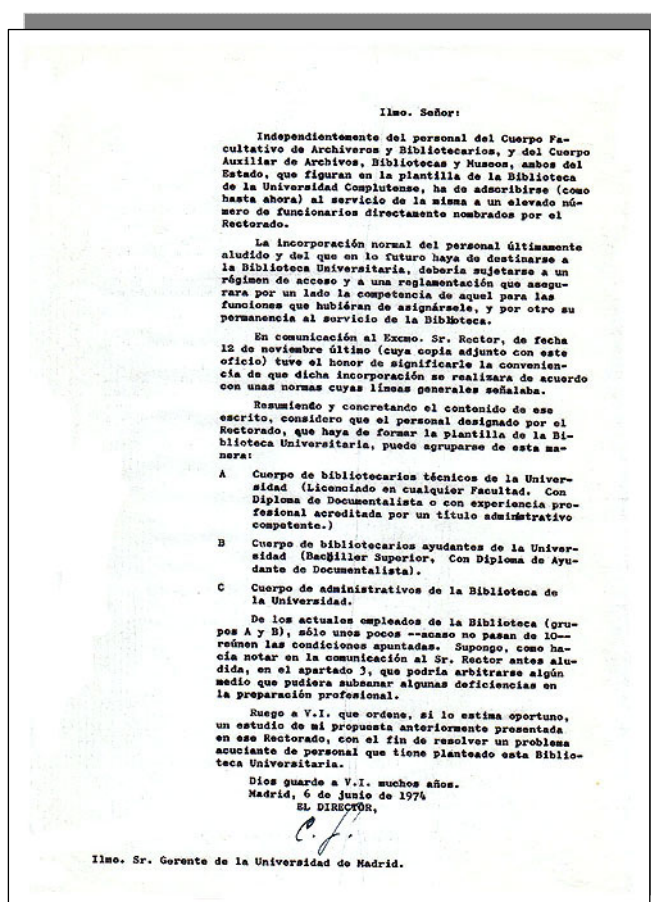 Ilmo. Señor:
Independientemente del personal del Cuerpo Fa-
cultativo de Archiveros y Bibliotecarios, y del Cuerpo
Auxiliar de Archivos, Bibliotecas y Museos, ambos del
Estado, que figuran en la plantilla de la Biblioteca
de la Universidad Complutense, ha de adscribirse (como
hasta ahora) al servicio de la misma a un elevado nú-
mero de funcionarios directamente nombrados por el
Rectorado.
La incorporación normal del personal últimamente
aludido y del que en lo futuro haya de destinarse a
la Biblioteca Universitaria, debería sujetarse a un
régimen de acceso y a una reglamentación que asegu-
rara por un lado la competencia de aquel para las
funciones que hubiéran de asignársele, y por otro su
permanencia al servicio de la Biblioteca.
En comunicación al Excmo. Sr. Rector, de fecha
12 de noviembre último (cuya copia adjunto con este
oficio) tuve el honor de significarle la convenien-
cia de que dicha incorporación se realizara de acuerdo
con unas normas cuyas líneas generales señalaba.
Resumiendo y concretando el contenido de ese
escrito, considero que el personal designado por el
Rectorado, que haya de formar la plantilla de la Bi-
blioteca Universitaria, puede agruparse de esta ma-
nera:
A Cuerpo de bibliotecarios técnicos de la Univer-
sidad (Licenciado en cualquier Facultad. Con
Diploma de Documentalista o con experiencia pro-
fesional acreditada por un título administrativo
competente.)
B Cuerpo de bibliotecarios ayudantes de la Univer-
sidad (Bachiller Superior. Con Diploma de Ayu-
dante de Documentalista).
C Cuerpo de administrativos de la Biblioteca de
la Universidad.
De los actuales empleados de la Biblioteca (gru-
pos A y B), sólo unos pocos --acaso no pasan de 10--
reúnen las condiciones apuntadas. Supongo, como ha-
cía notar en la comunicación al Sr. Rector antes alu-
dida, en el apartado 3, que podría arbitrarse algún
medio que pudiera subsanar algunas deficiencias en
la preparación profesional.
Ruego a V.I. que ordene, si lo estima oportuno,
un estudio de mi propuesta anteriormente presentada
en ese Rectorado, con el fin de resolver un problema
acuciante de personal que tiene planteado esta Biblio-
teca Universitaria.
Dios guarde a V.I. muchos años.
Madrid, 6 de junio de 1974
EL DIRECTOR,
Ilmo. Sr. Gerente de la Universidad de Madrid.